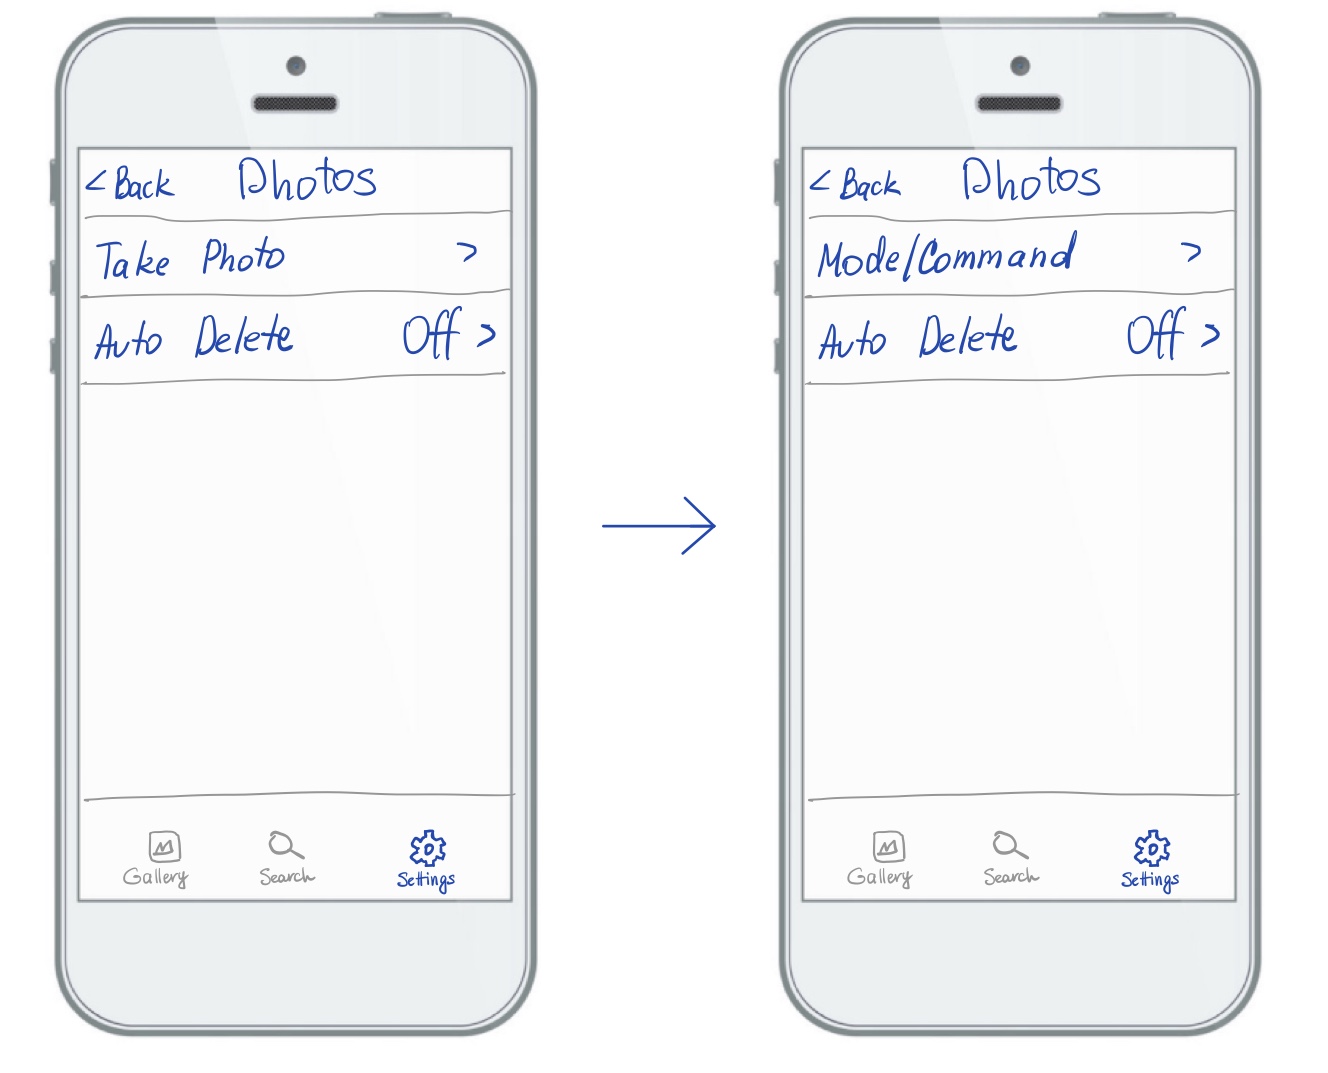 < Back Photos
Take Photo >
Auto Delete Off >
Gallery Search Settings
< Back Photos
Mode/Command >
Auto Delete Off >
Gallery Search Settings